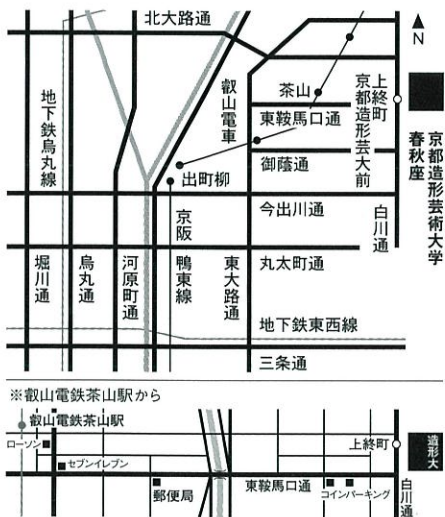 北大路通
N
地下鉄烏丸線
叡山電車
茶山
上終町
京都造形芸大前
東鞍馬口通
京都造形芸術大学
春秋座
出町柳
御蔭通
今出川通
白川通
京阪
鴨東線
堀川通
烏丸通
河原町通
東大路通
丸太町通
地下鉄東西線
三条通
※叡山電鉄茶山駅から
叡山電鉄茶山駅
ローソン
セブンイレブン
郵便局
東鞍馬口通
上終町
コインパーキング
白川通
造形大